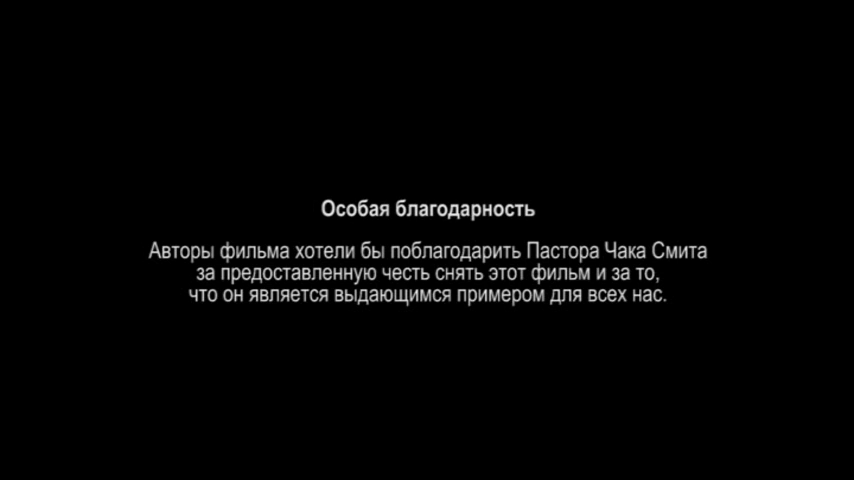 Особая благодарность
Авторы фильма хотели бы поблагодарить Пастора Чака Смита
за предоставленную честь снять этот фильм и за то,
что он является выдающимся примером для всех нас.